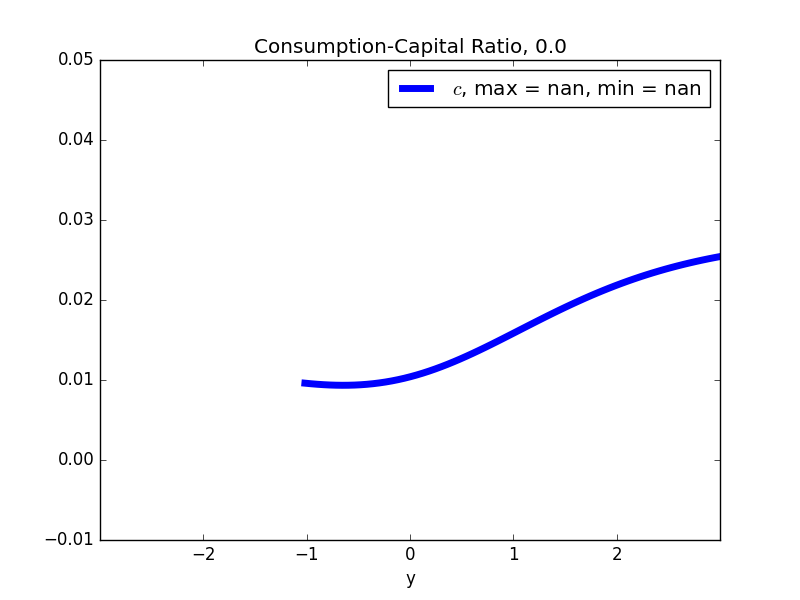 Consumption-Capital Ratio, 0.0
c, max = nan, min = nan
0.05
0.04
0.03
0.02
0.01
0.00
−0.01
−2 −1 0 1 2
y